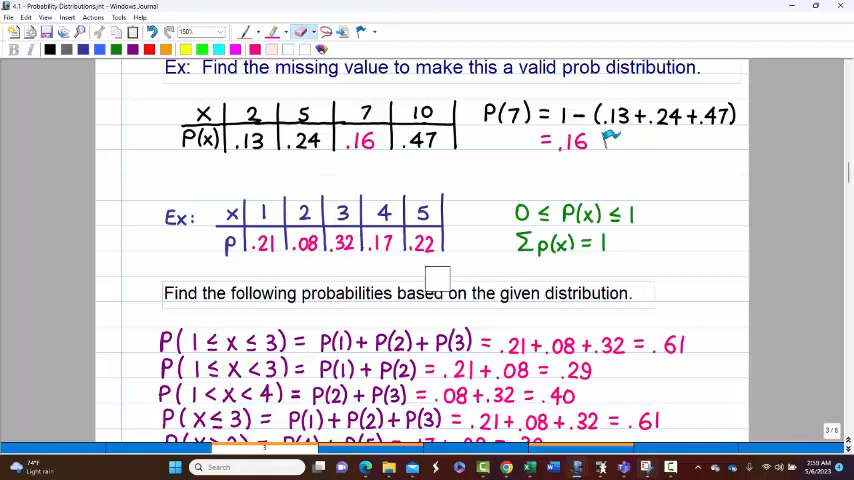 4.1 - Probability Distributions.jnt - Windows Journal
File Edit View Insert Actions Tools Help
150%
B I
Ex: Find the missing value to make this a valid prob distribution.
x 2 5 7 10 P(7) = 1 - (.13 + .24 + .47)
P(x) .13 .24 .16 .47 = .16
Ex: x 1 2 3 4 5 0 ≤ P(x) ≤ 1
P .21 .08 .32 .17 .22 Σp(x) = 1
Find the following probabilities based on the given distribution.
P( 1 ≤ x ≤ 3) = P(1) + P(2) + P(3) = .21 + .08 + .32 = .61
P( 1 ≤ x < 3) = P(1) + P(2) = .21 + .08 = .29
P( 1 < x < 4) = P(2) + P(3) = .08 + .32 = .40
P( x ≤ 3) = P(1) + P(2) + P(3) = .21 + .08 + .32 = .61
3 / 8
3
74°F
Light rain
Search
2:59 AM
5/6/2023